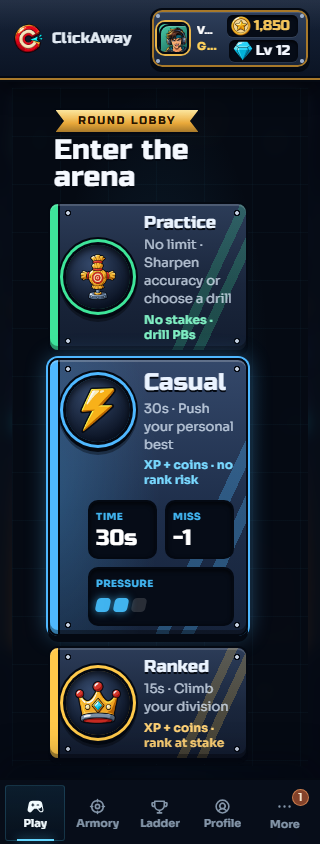 ClickAway
V...
G...
1,850
Lv 12
ROUND LOBBY
Enter the
arena
Practice
No limit ·
Sharpen
accuracy or
choose a drill
No stakes ·
drill PBs
Casual
30s · Push
your personal
best
XP + coins · no
rank risk
TIME
30s
MISS
−1
PRESSURE
Ranked
15s · Climb
your division
XP + coins ·
rank at stake
1
Play
Armory
Ladder
Profile
More